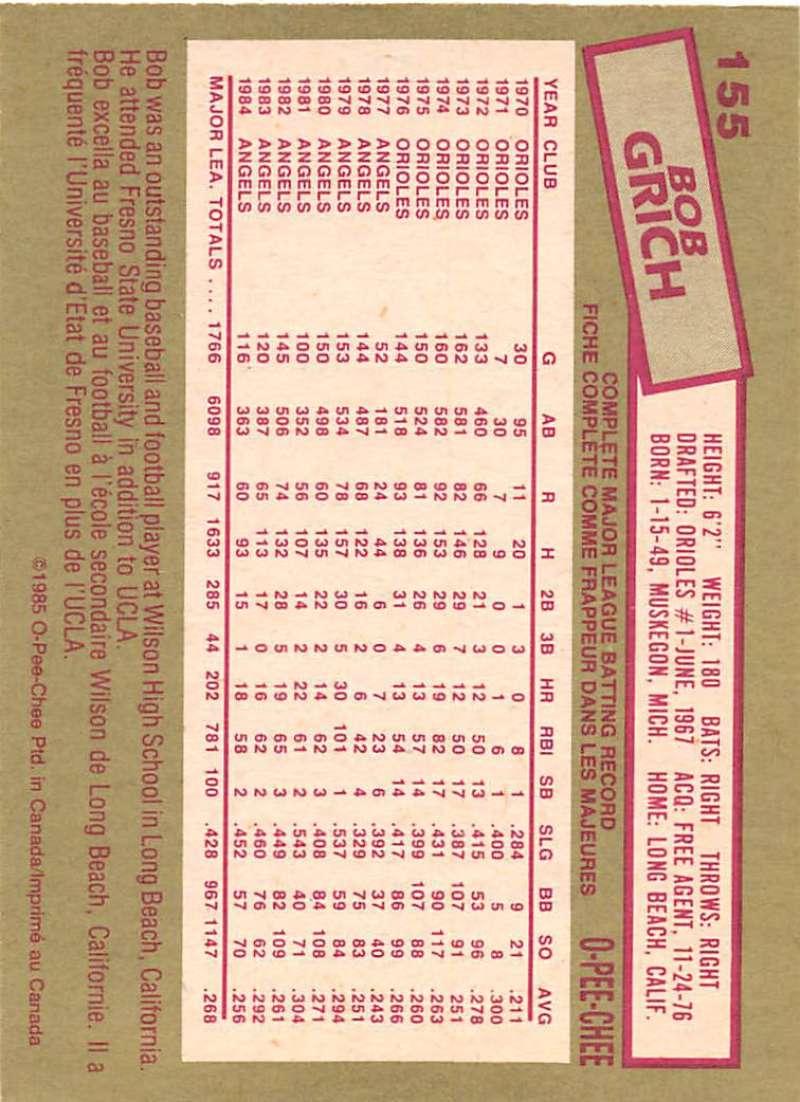 155
BOB
GRICH
HEIGHT: 6'2" WEIGHT: 180 BATS: RIGHT THROWS: RIGHT
DRAFTED: ORIOLES #1-JUNE, 1967 ACQ: FREE AGENT, 11-24-76
BORN: 1-15-49, MUSKEGON, MICH. HOME: LONG BEACH, CALIF.
COMPLETE MAJOR LEAGUE BATTING RECORD
FICHE COMPLÈTE COMME FRAPPEUR DANS LES MAJEURES
O-PEE-CHEE
YEAR CLUB G AB R H 2B 3B HR RBI SB SLG BB SO AVG
1970 ORIOLES 30 95 11 20 1 3 0 8 1 .284 9 21 .211
1971 ORIOLES 7 30 7 9 0 0 1 6 1 .400 5 8 .300
1972 ORIOLES 133 460 66 128 21 3 12 50 13 .415 53 96 .278
1973 ORIOLES 162 581 82 146 29 7 12 50 17 .387 107 91 .251
1974 ORIOLES 160 582 92 153 29 6 19 82 17 .431 90 117 .263
1975 ORIOLES 150 524 81 136 26 4 13 57 14 .399 107 88 .260
1976 ORIOLES 144 518 93 138 31 4 13 54 14 .417 86 99 .266
1977 ANGELS 52 181 24 44 6 0 7 23 6 .392 37 40 .243
1978 ANGELS 144 487 68 122 16 2 6 42 4 .329 75 83 .251
1979 ANGELS 153 534 78 157 30 5 30 101 1 .537 59 84 .294
1980 ANGELS 150 498 60 135 22 2 14 62 3 .408 84 108 .271
1981 ANGELS 100 352 56 107 14 2 22 61 2 .543 40 71 .304
1982 ANGELS 145 506 74 132 28 5 19 65 3 .449 82 109 .261
1983 ANGELS 120 387 65 113 17 0 16 62 2 .460 76 62 .292
1984 ANGELS 116 363 60 93 15 1 18 58 2 .452 57 70 .256
MAJOR LEA. TOTALS .... 1766 6098 917 1633 285 44 202 781 100 .428 967 1147 .268
Bob was an outstanding baseball and football player at Wilson High School in Long Beach, California.
He attended Fresno State University in addition to UCLA.
Bob excella au baseball et au football à l'école secondaire Wilson de Long Beach, Californie. Il a
fréquenté l'Université d'Etat de Fresno en plus de l'UCLA.
©1985 O-Pee-Chee Ptd. in Canada/Imprimé au Canada